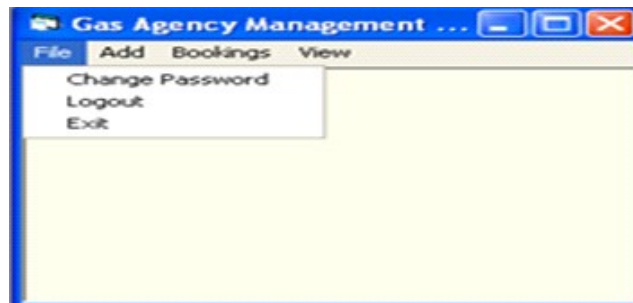 Gas Agency Management ...
File Add Bookings View
Change Password
Logout
Exit